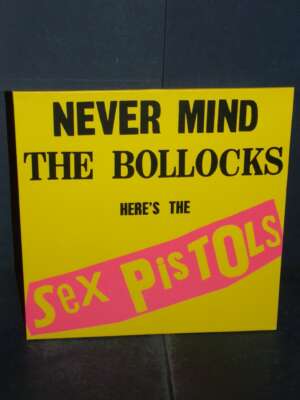 NEVER MIND
THE BOLLOCKS
HERE'S THE
Sex PiSTOLS